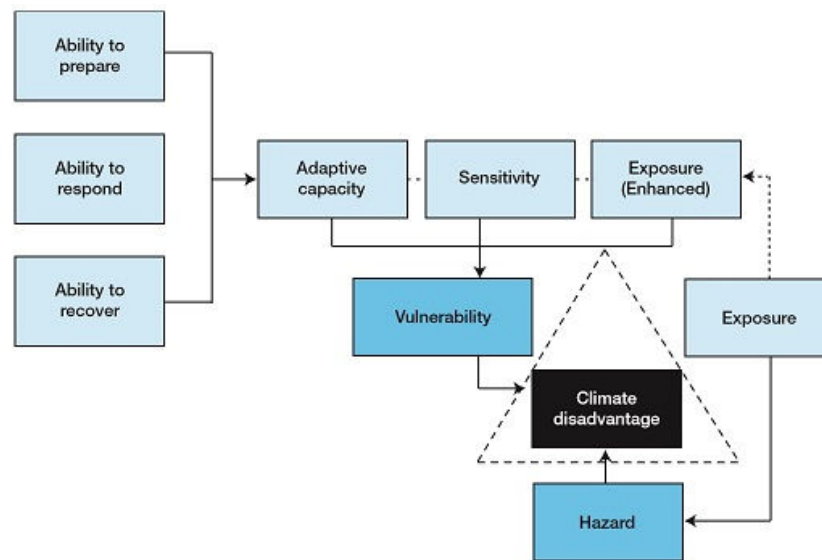 Ability to
prepare
Ability to
respond
Ability to
recover
Adaptive
capacity
Sensitivity
Exposure
(Enhanced)
Vulnerability
Exposure
Climate
disadvantage
Hazard